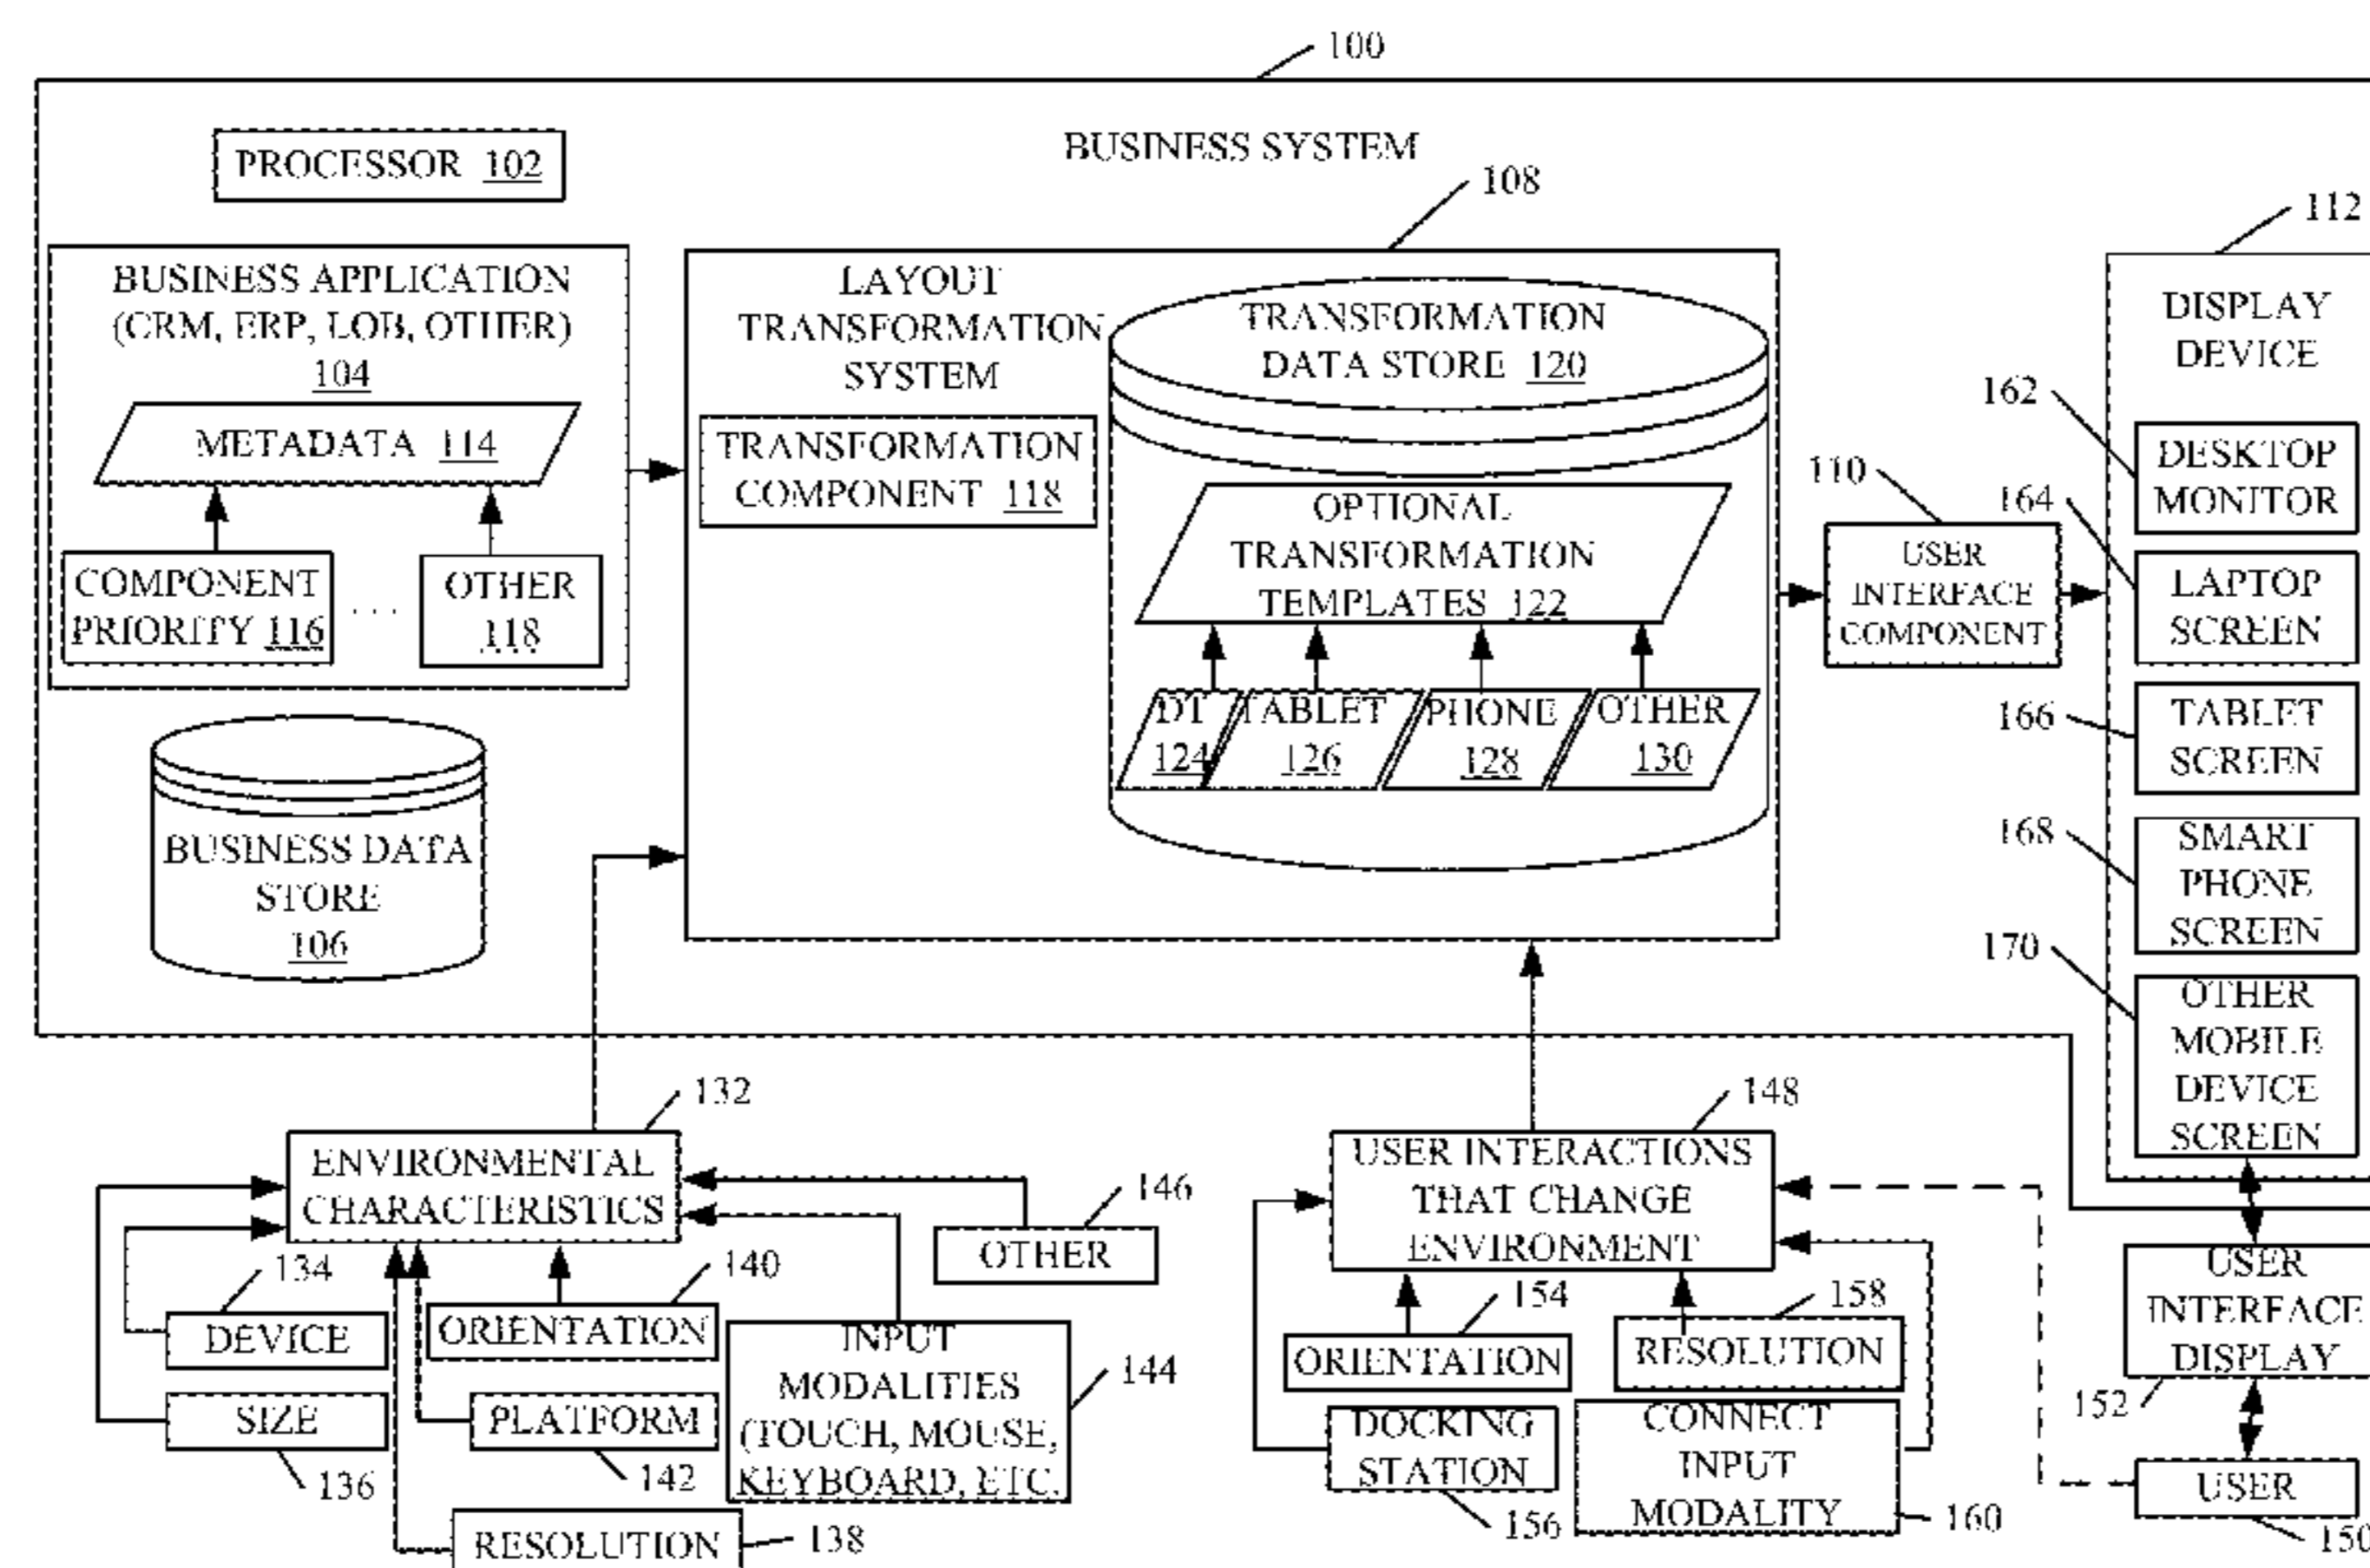 100
BUSINESS SYSTEM
PROCESSOR 102
108
112
BUSINESS APPLICATION
(CRM, ERP, LOB, OTHER)
104
METADATA 114
COMPONENT
PRIORITY 116
. . .
OTHER
118
BUSINESS DATA
STORE
106
LAYOUT
TRANSFORMATION
SYSTEM
TRANSFORMATION
COMPONENT 118
TRANSFORMATION
DATA STORE 120
OPTIONAL
TRANSFORMATION
TEMPLATES 122
DT
124
TABLET
126
PHONE
128
OTHER
130
110
USER
INTERFACE
COMPONENT
DISPLAY
DEVICE
162
DESKTOP
MONITOR
164
LAPTOP
SCREEN
166
TABLET
SCREEN
168
SMART
PHONE
SCREEN
170
OTHER
MOBILE
DEVICE
SCREEN
132
ENVIRONMENTAL
CHARACTERISTICS
134
DEVICE
SIZE
136
140
ORIENTATION
PLATFORM
142
RESOLUTION
138
INPUT
MODALITIES
(TOUCH, MOUSE,
KEYBOARD, ETC.
144
146
OTHER
148
USER INTERACTIONS
THAT CHANGE
ENVIRONMENT
154
ORIENTATION
158
RESOLUTION
DOCKING
STATION
156
CONNECT
INPUT
MODALITY
160
USER
INTERFACE
DISPLAY
152
USER
150